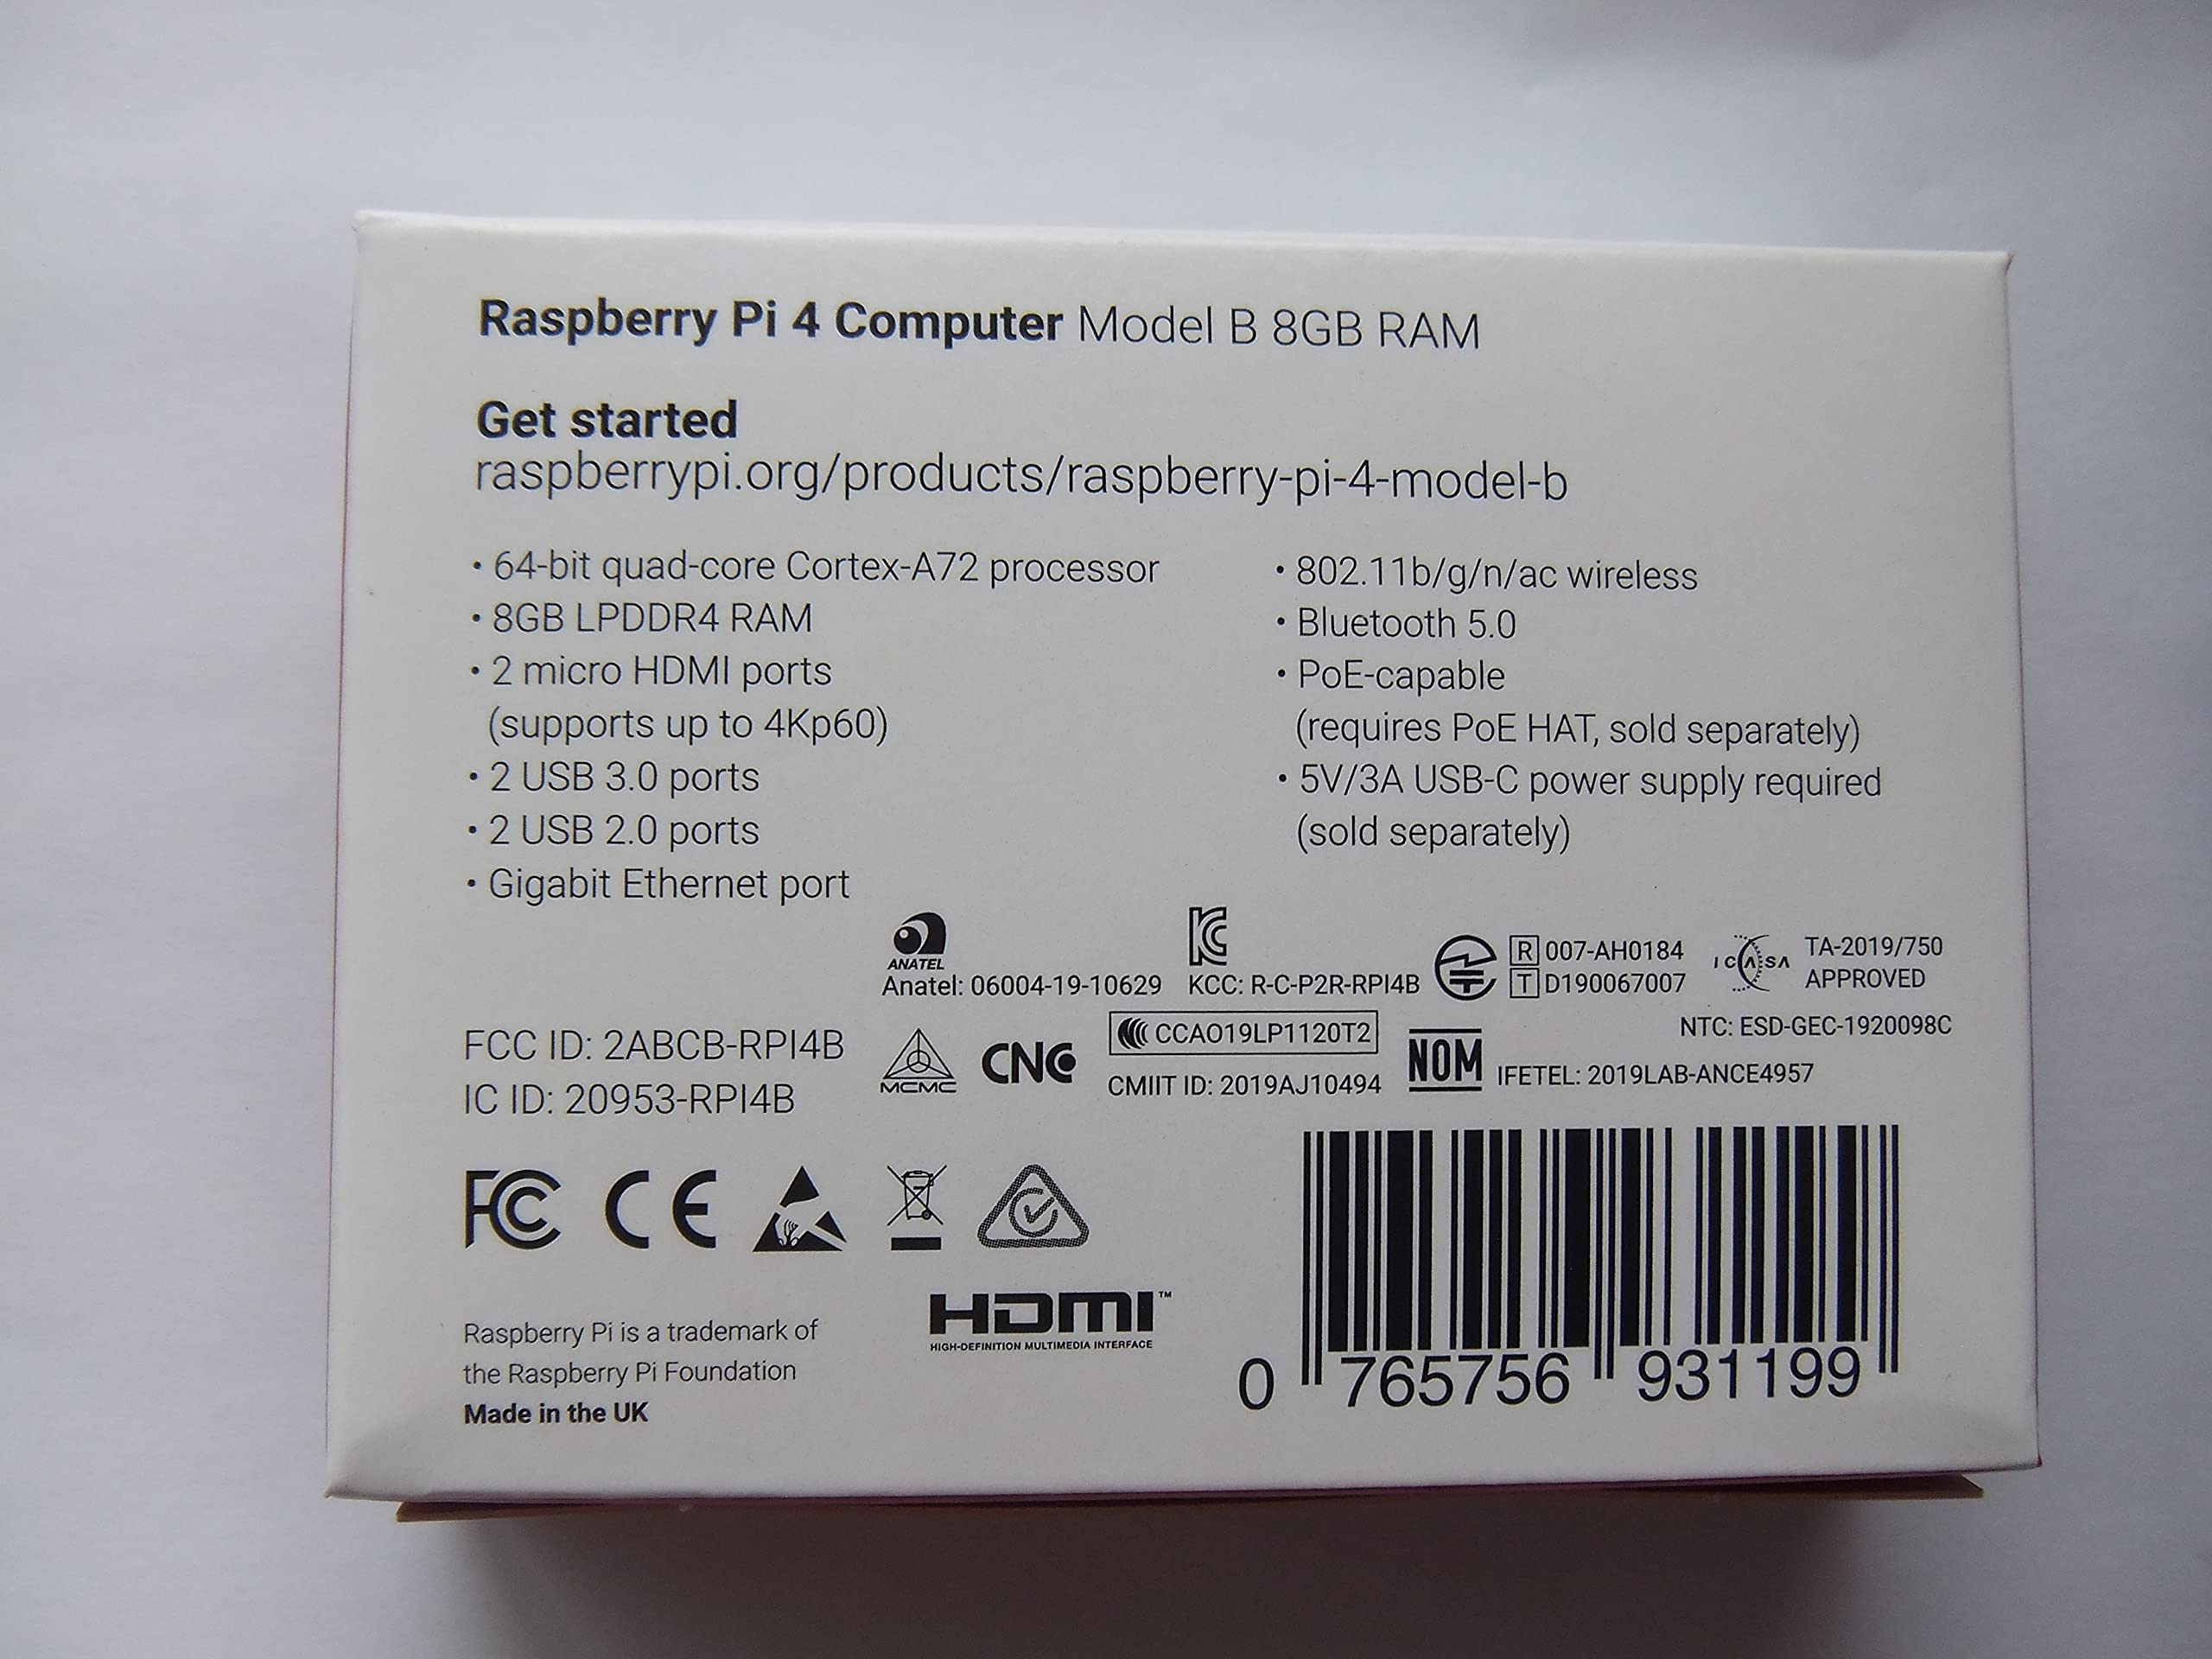 Raspberry Pi 4 Computer Model B 8GB RAM
Get started
raspberrypi.org/products/raspberry-pi-4-model-b
• 64-bit quad-core Cortex-A72 processor
• 8GB LPDDR4 RAM
• 2 micro HDMI ports
(supports up to 4Kp60)
• 2 USB 3.0 ports
• 2 USB 2.0 ports
• Gigabit Ethernet port
• 802.11b/g/n/ac wireless
• Bluetooth 5.0
• PoE-capable
(requires PoE HAT, sold separately)
• 5V/3A USB-C power supply required
(sold separately)
ANATEL
Anatel: 06004-19-10629
KC
KCC: R-C-P2R-RPI4B
R 007-AH0184
T D190067007
ICASA
TA-2019/750
APPROVED
NTC: ESD-GEC-1920098C
FCC ID: 2ABCB-RPI4B
IC ID: 20953-RPI4B
MCMC
CNC
CCAO19LP1120T2
CMIIT ID: 2019AJ10494
NOM
IFETEL: 2019LAB-ANCE4957
FC CE
HDMI™
HIGH-DEFINITION MULTIMEDIA INTERFACE
Raspberry Pi is a trademark of
the Raspberry Pi Foundation
Made in the UK
0 765756 931199